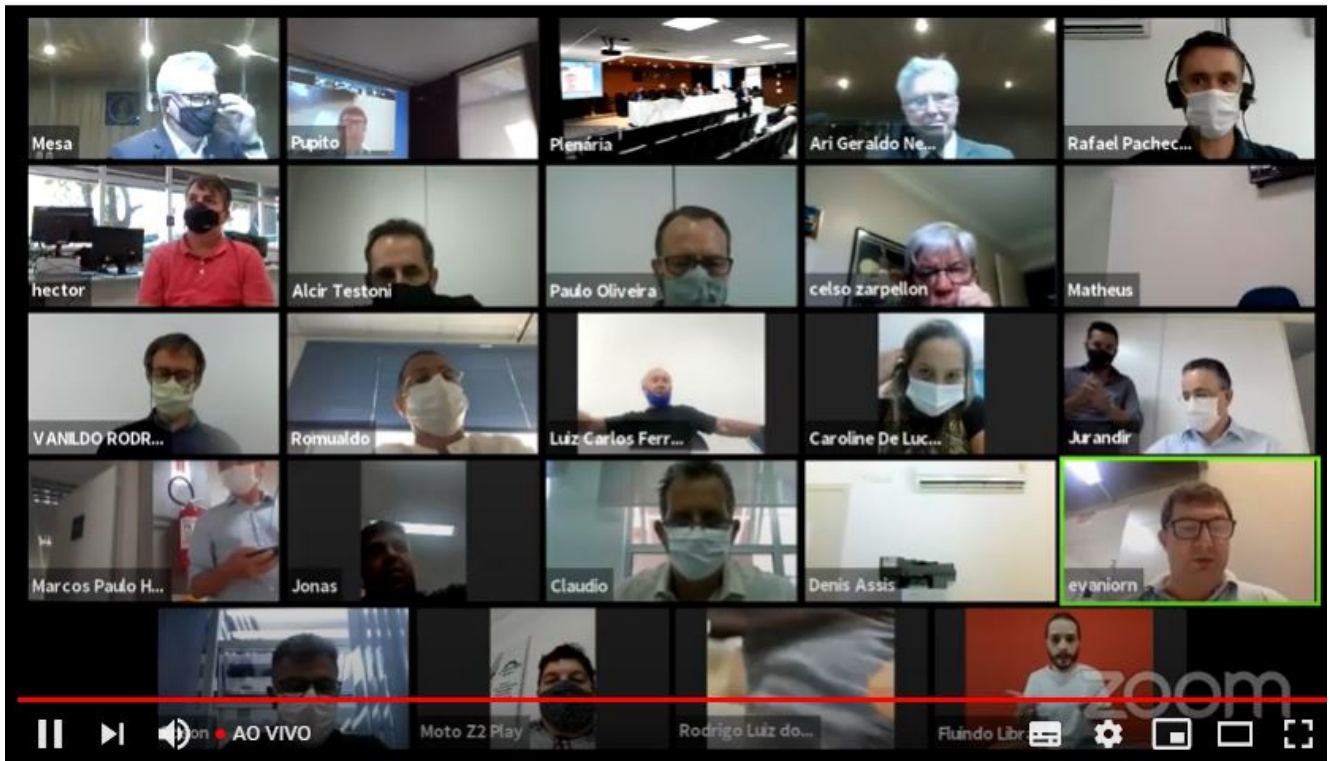 Mesa
Pupito
Plenária
Ari Geraldo Ne...
Rafael Pachec...
hector
Alcir Testoni
Paulo Oliveira
celso zarpellon
Matheus
VANILDO RODR...
Romualdo
Luiz Carlos Ferr...
Caroline De Luc...
Jurandir
Marcos Paulo H...
Jonas
Claudio
Denis Assis
evaniorn
AO VIVO
Moto Z2 Play
Rodrigo Luiz do...
Fluindo
zoom